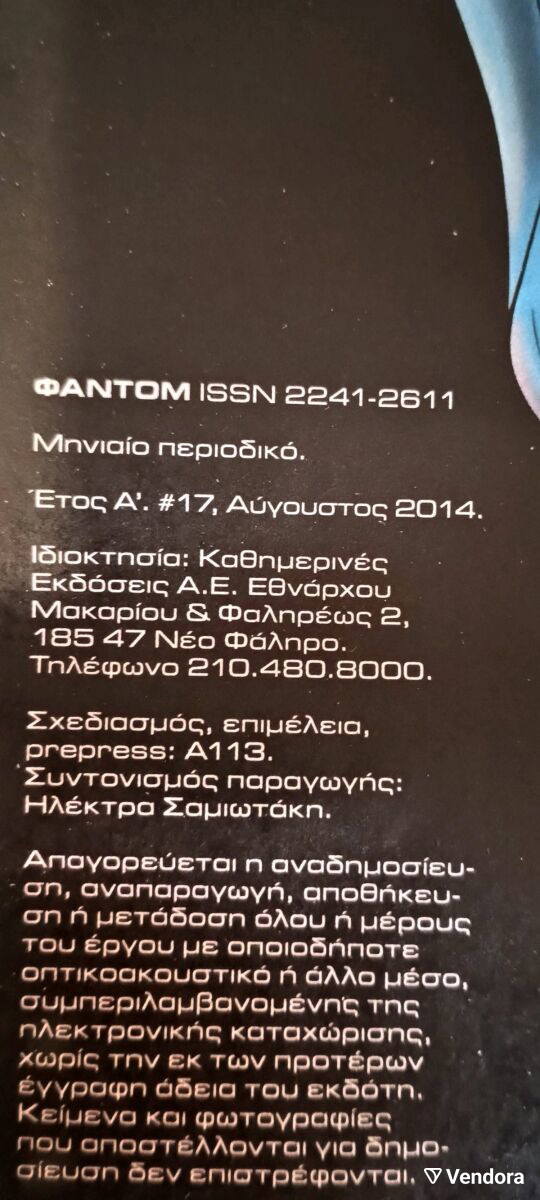 ΦΑΝΤΟΜ ISSN 2241-2611
Μηνιαίο περιοδικό.
Έτος Α'. #17, Αύγουστος 2014.
Ιδιοκτησία: Καθημερινές
Εκδόσεις Α.Ε. Εθνάρχου
Μακαρίου & Φαληρέως 2,
185 47 Νέο Φάληρο.
Τηλέφωνο 210.480.8000.
Σχεδιασμός, επιμέλεια,
prepress: A113.
Συντονισμός παραγωγής:
Ηλέκτρα Σαμιωτάκη.
Απαγορεύεται η αναδημοσίευ-
ση, αναπαραγωγή, αποθήκευ-
ση ή μετάδοση όλου ή μέρους
του έργου με οποιοδήποτε
οπτικοακουστικό ή άλλο μέσο,
συμπεριλαμβανομένης της
ηλεκτρονικής καταχώρισης,
χωρίς την εκ των προτέρων
έγγραφη άδεια του εκδότη.
Κείμενα και φωτογραφίες
που αποστέλλονται για δημο-
σίευση δεν επιστρέφονται.
Vendora